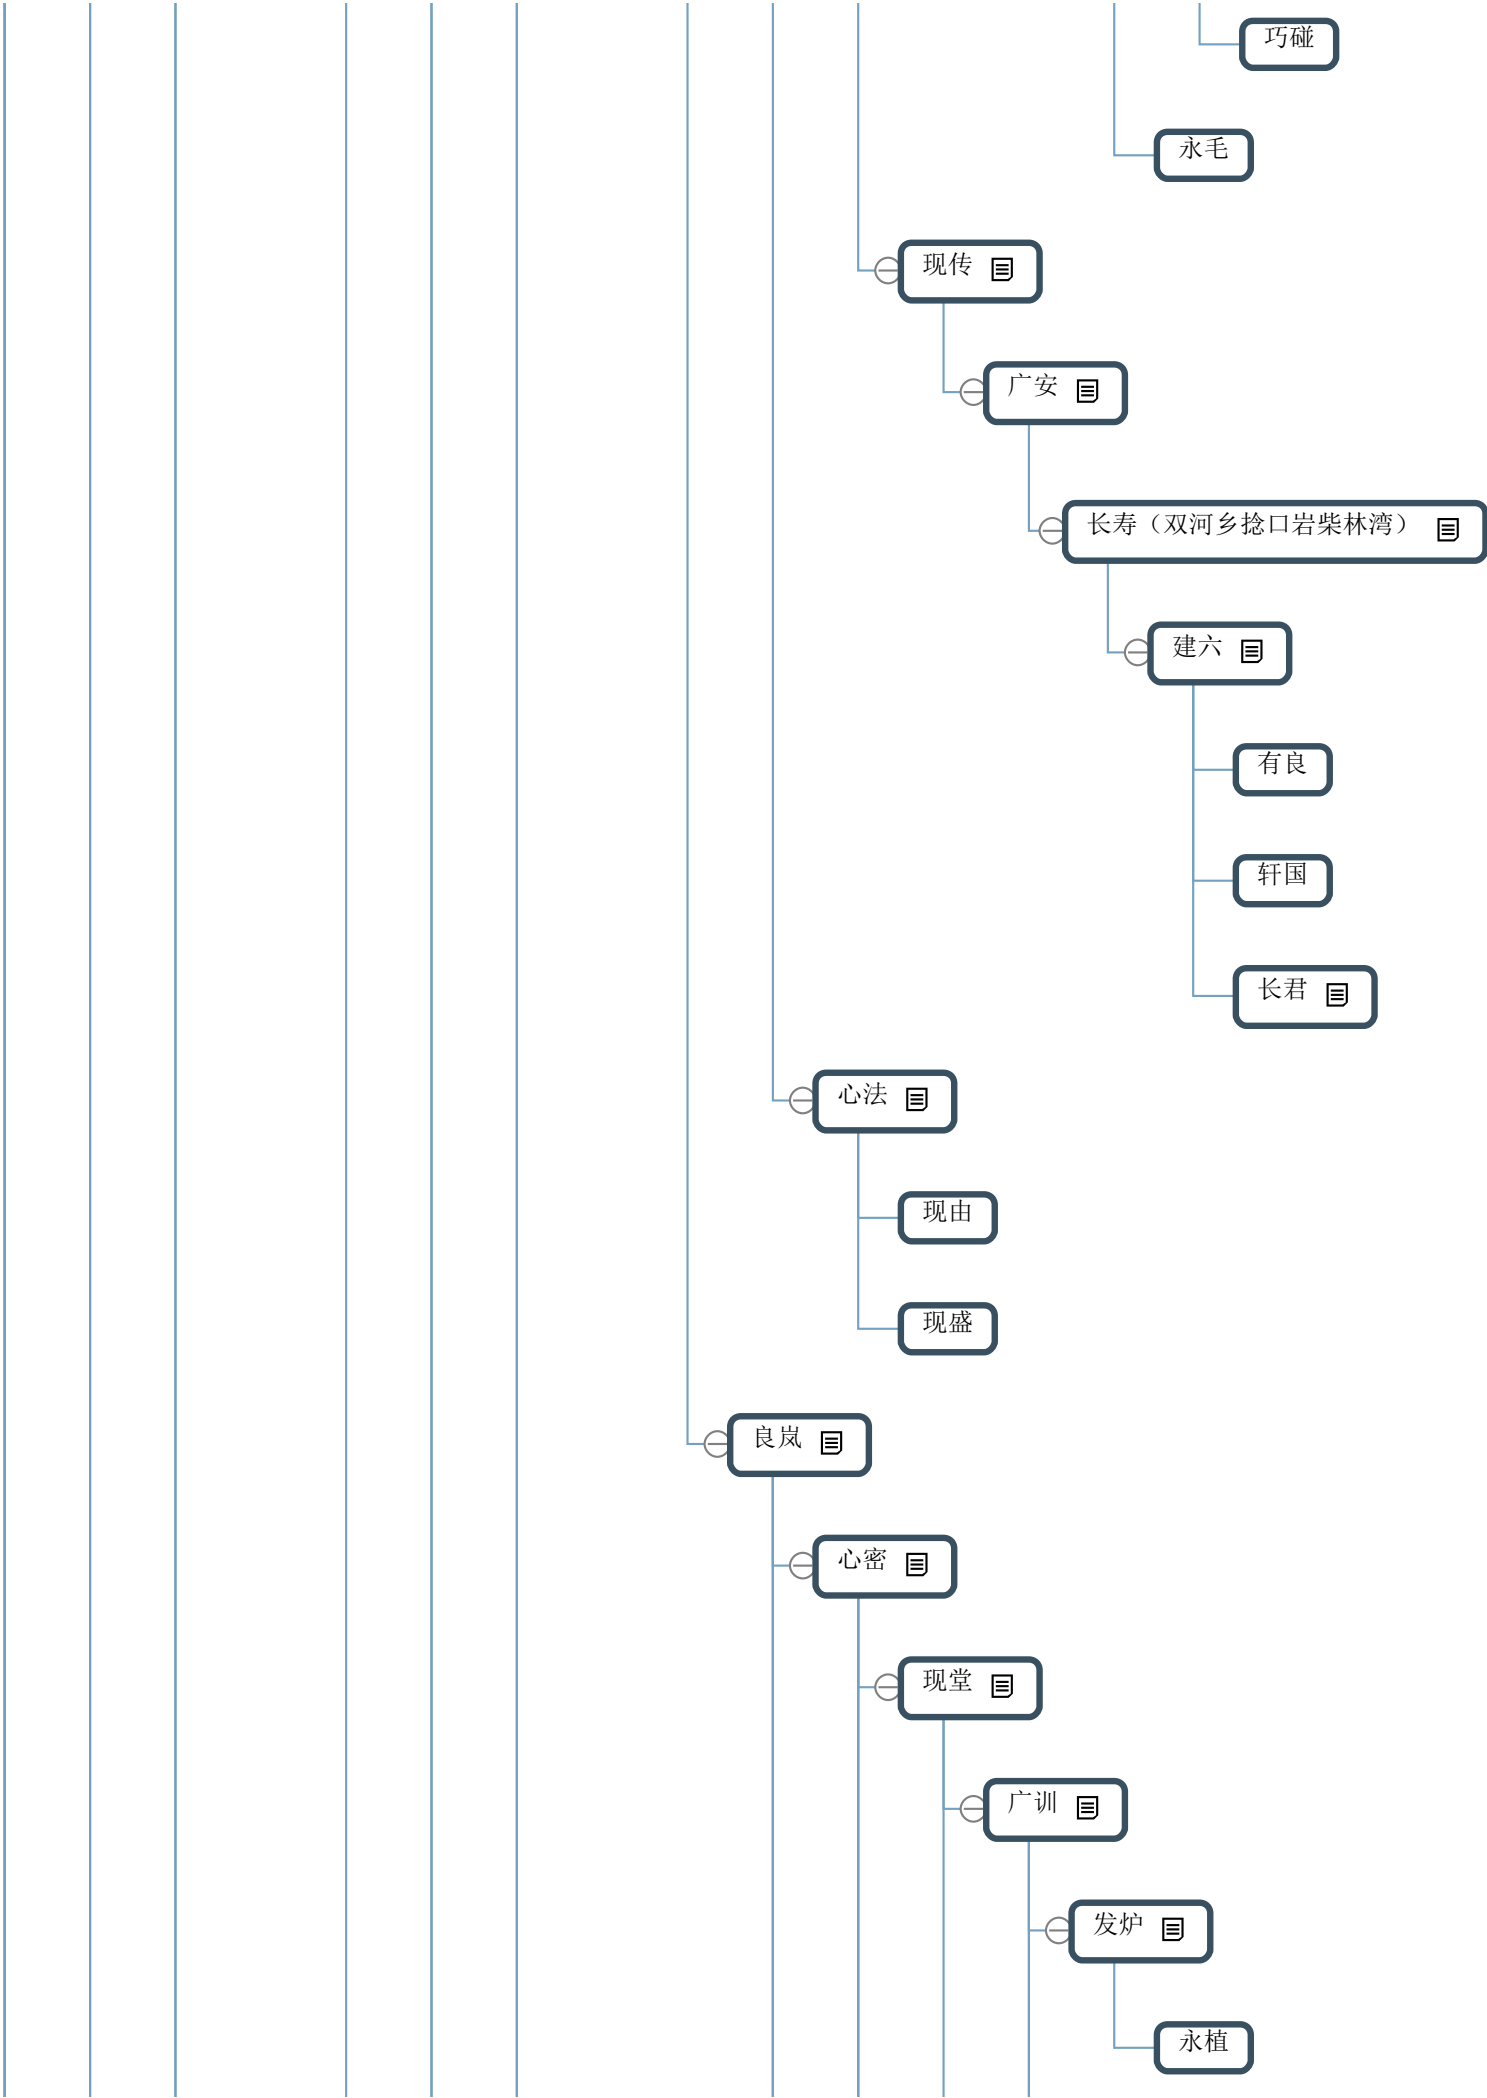 巧碰
永毛
现传
广安
长寿（双河乡捻口岩柴林湾）
建六
有良
轩国
长君
心法
现由
现盛
良岚
心密
现堂
广训
发炉
永植